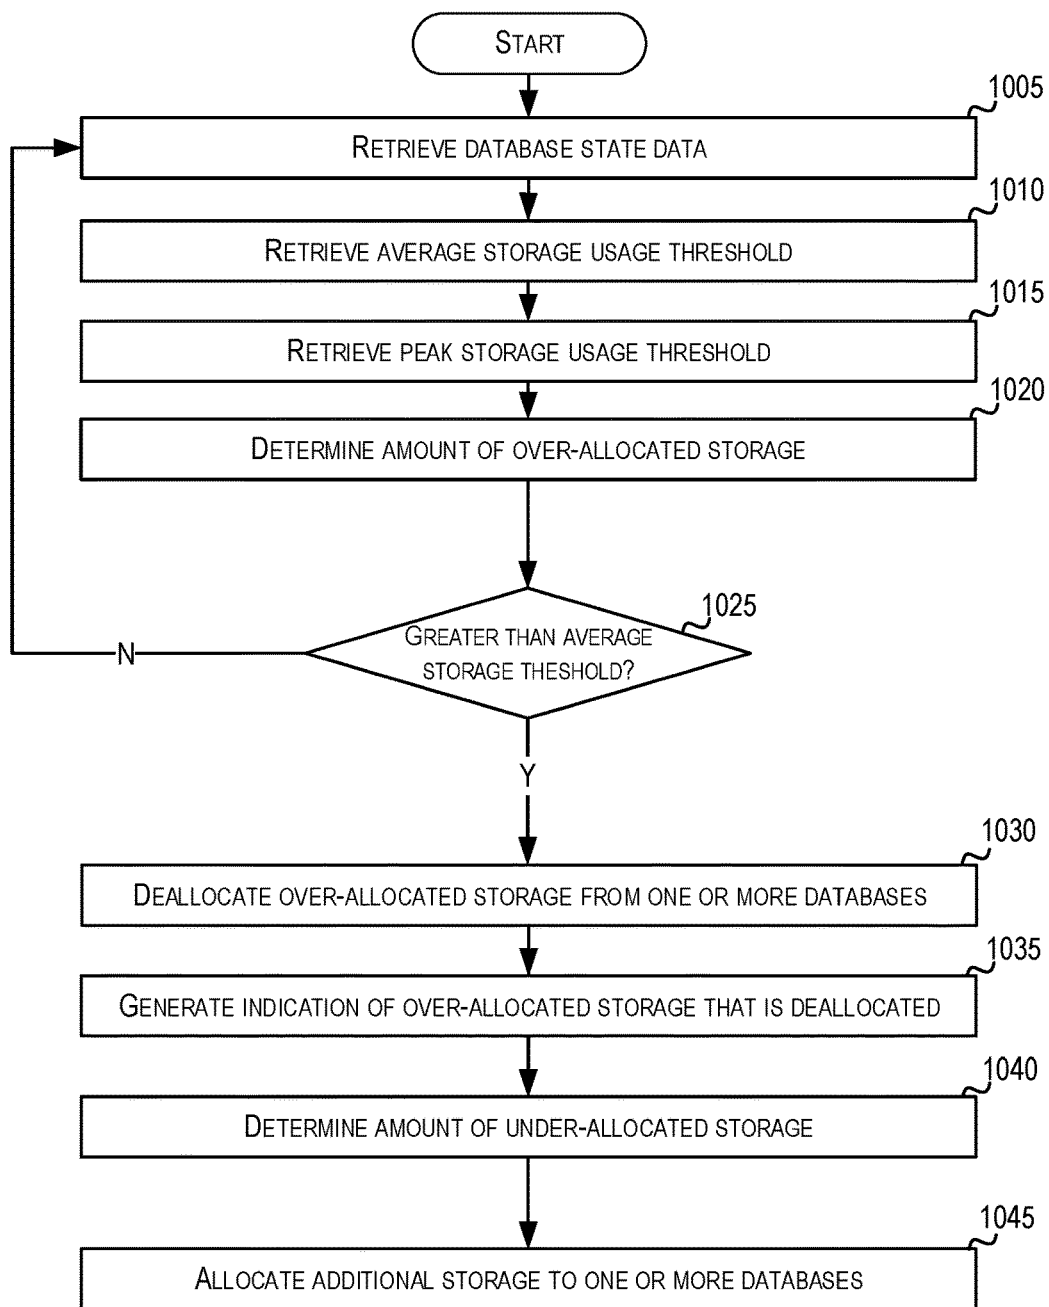 START
1005
RETRIEVE DATABASE STATE DATA
1010
RETRIEVE AVERAGE STORAGE USAGE THRESHOLD
1015
RETRIEVE PEAK STORAGE USAGE THRESHOLD
1020
DETERMINE AMOUNT OF OVER-ALLOCATED STORAGE
1025
GREATER THAN AVERAGE
STORAGE THESHOLD?
N
Y
1030
DEALLOCATE OVER-ALLOCATED STORAGE FROM ONE OR MORE DATABASES
1035
GENERATE INDICATION OF OVER-ALLOCATED STORAGE THAT IS DEALLOCATED
1040
DETERMINE AMOUNT OF UNDER-ALLOCATED STORAGE
1045
ALLOCATE ADDITIONAL STORAGE TO ONE OR MORE DATABASES